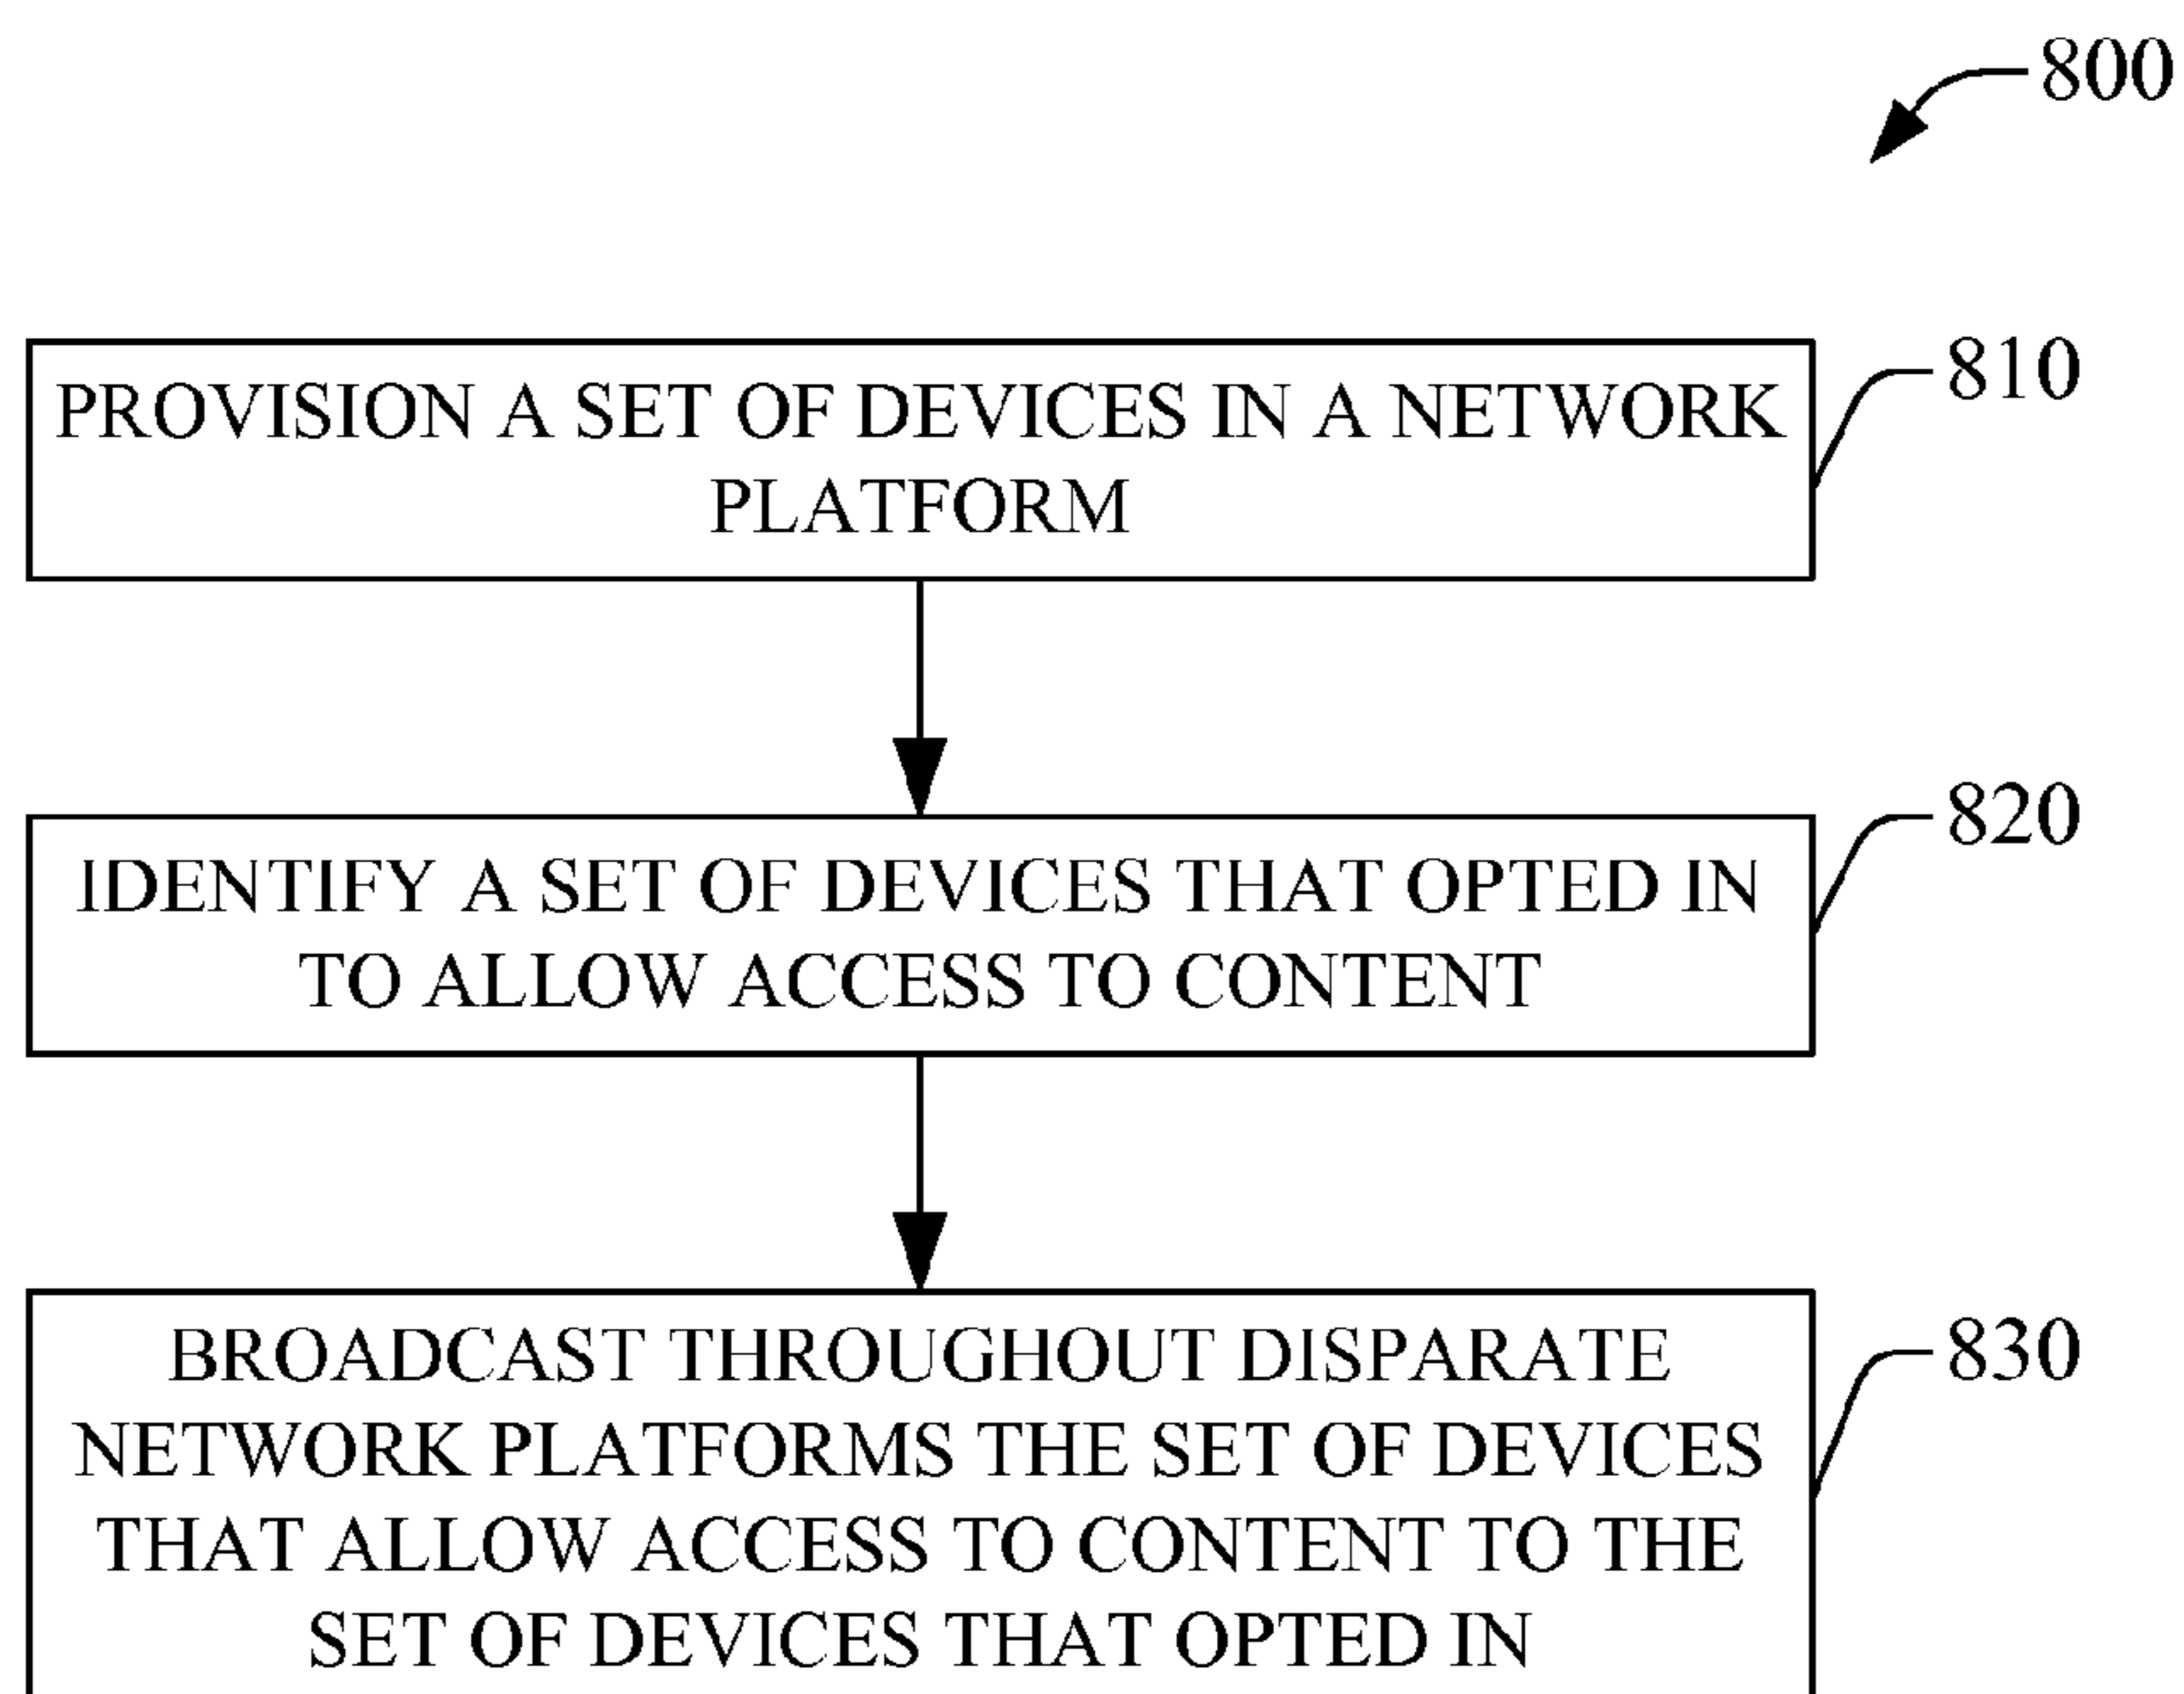 800
PROVISION A SET OF DEVICES IN A NETWORK
PLATFORM
810
IDENTIFY A SET OF DEVICES THAT OPTED IN
TO ALLOW ACCESS TO CONTENT
820
BROADCAST THROUGHOUT DISPARATE
NETWORK PLATFORMS THE SET OF DEVICES
THAT ALLOW ACCESS TO CONTENT TO THE
SET OF DEVICES THAT OPTED IN
830